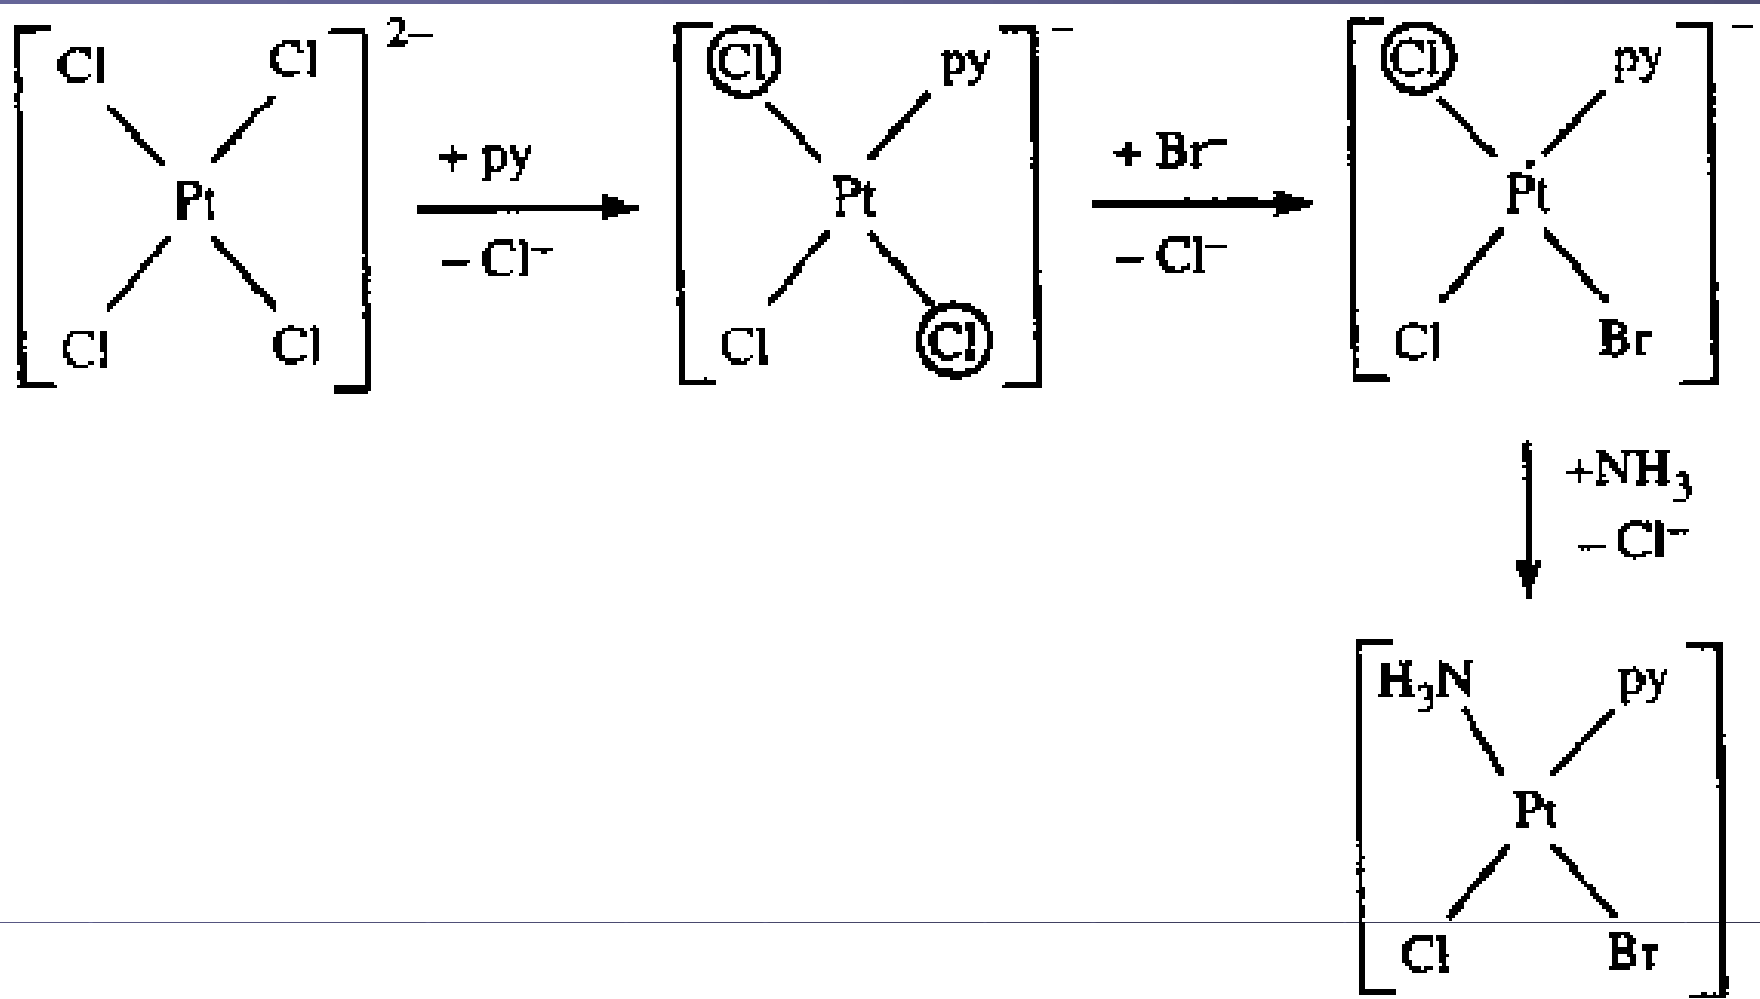 [Cl Cl Pt Cl Cl]2–
+ py
– Cl–
[Cl py Pt Cl Cl]–
+ Br–
– Cl–
[Cl py Pt Cl Br]–
+NH3
– Cl–
[H3N py Pt Cl Br]